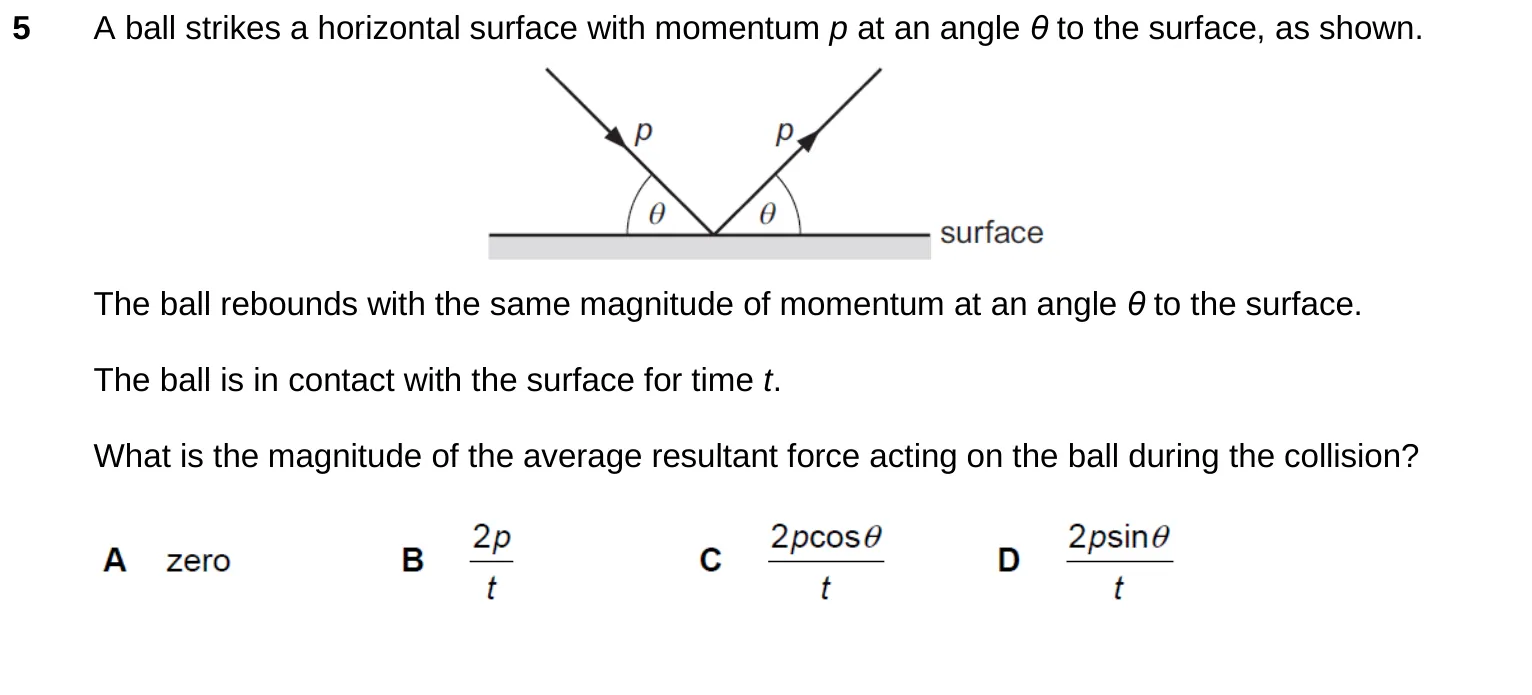 5 A ball strikes a horizontal surface with momentum p at an angle θ to the surface, as shown.
p p
θ θ
surface
The ball rebounds with the same magnitude of momentum at an angle θ to the surface.
The ball is in contact with the surface for time t.
What is the magnitude of the average resultant force acting on the ball during the collision?
A zero B 2p/t C 2pcosθ/t D 2psinθ/t